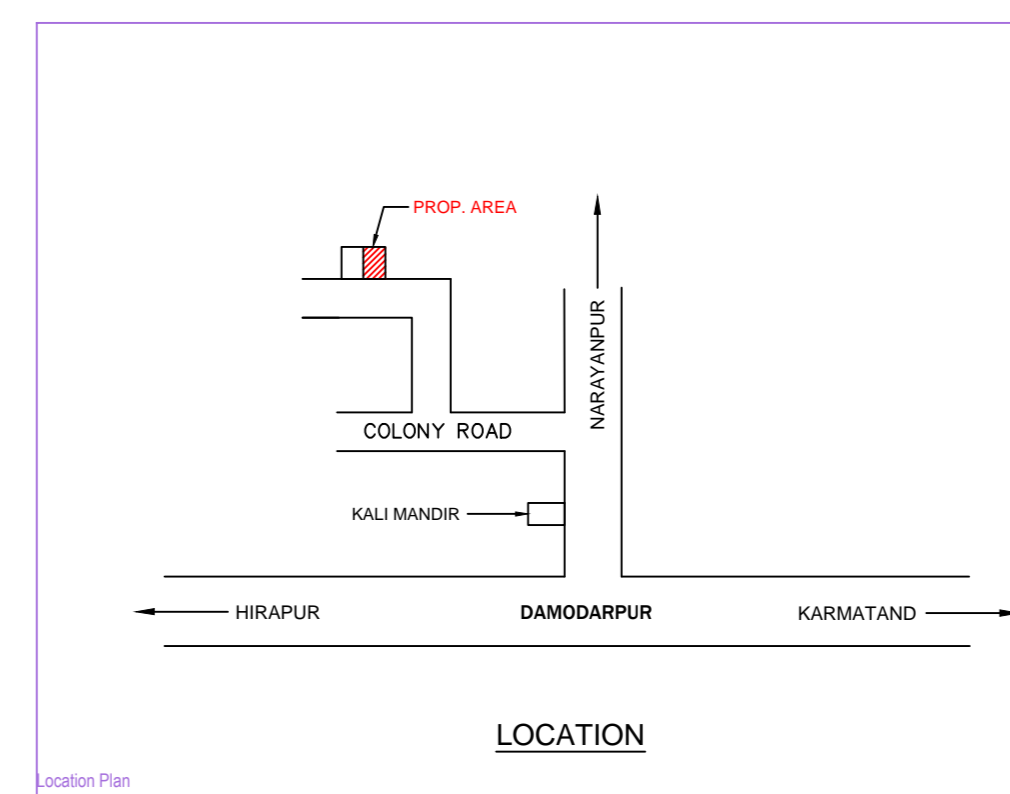 PROP. AREA
NARAYANPUR
COLONY ROAD
KALI MANDIR
HIRAPUR
DAMODARPUR
KARMATAND
LOCATION
Location Plan